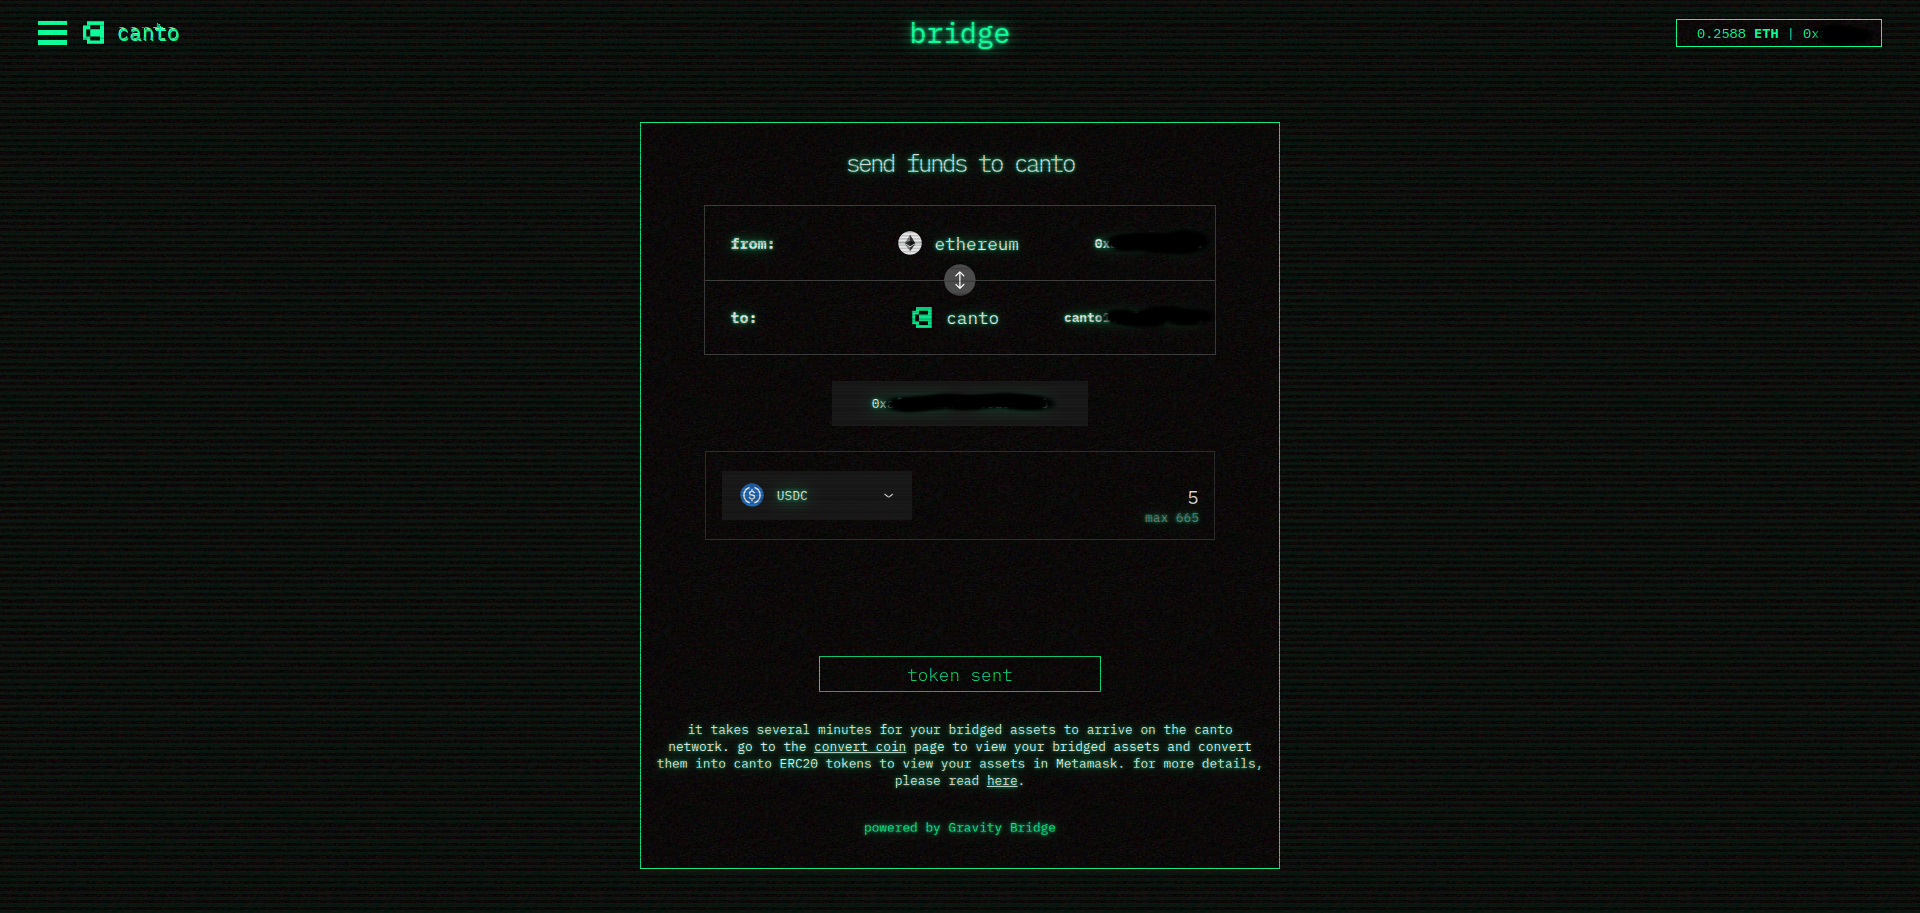 canto
bridge
0.2588 ETH | 0x
send funds to canto
from:
ethereum
0x
to:
canto
canto
0x
USDC
5
max 665
token sent
it takes several minutes for your bridged assets to arrive on the canto
network. go to the convert coin page to view your bridged assets and convert
them into canto ERC20 tokens to view your assets in Metamask. for more details,
please read here.
powered by Gravity Bridge